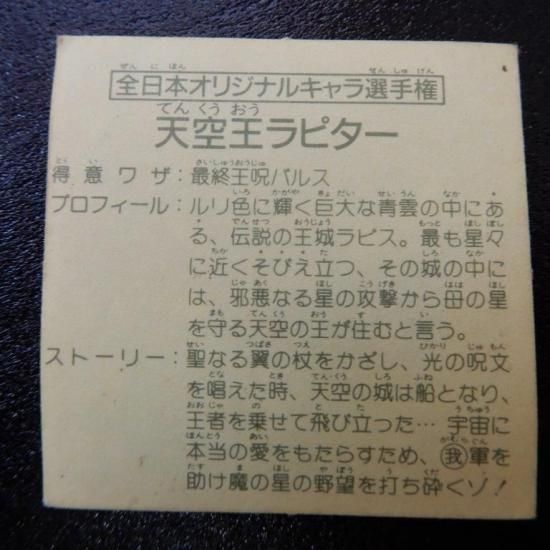 全日本オリジナルキャラ選手権
天空王ラピター
得意ワザ：最終王呪バルス
プロフィール：ルリ色に輝く巨大な青雲の中にあ
る、伝説の王城ラピス。最も星々
に近くそびえ立つ、その城の中に
は、邪悪なる星の攻撃から母の星
を守る天空の王が住むと言う。
ストーリー：聖なる翼の杖をかざし、光の呪文
を唱えた時、天空の城は船となり、
王者を乗せて飛び立った…宇宙に
本当の愛をもたらすため、我軍を
助け魔の星の野望を打ち砕くゾ！